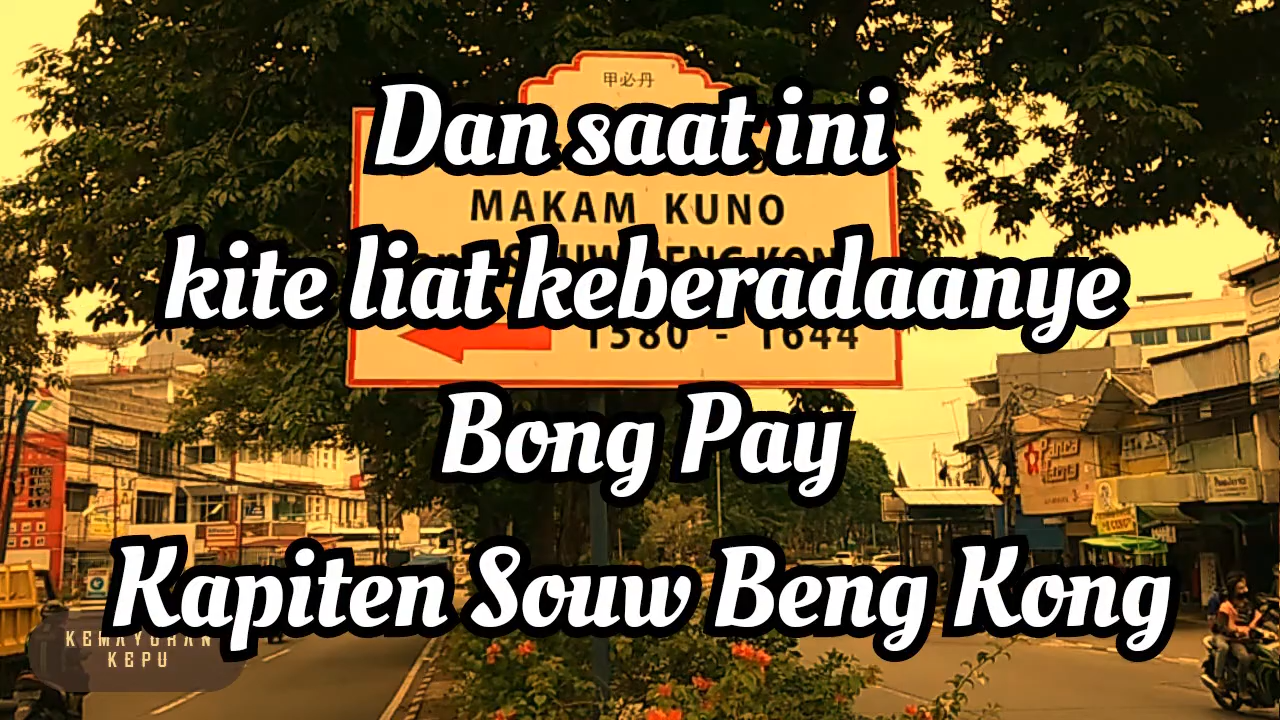 甲必丹
Dan saat ini
MAKAM KUNO
kite liat keberadaanye
1580 - 1644
Bong Pay
Kapiten Souw Beng Kong
KEMAYORAN
KEPU
Panca